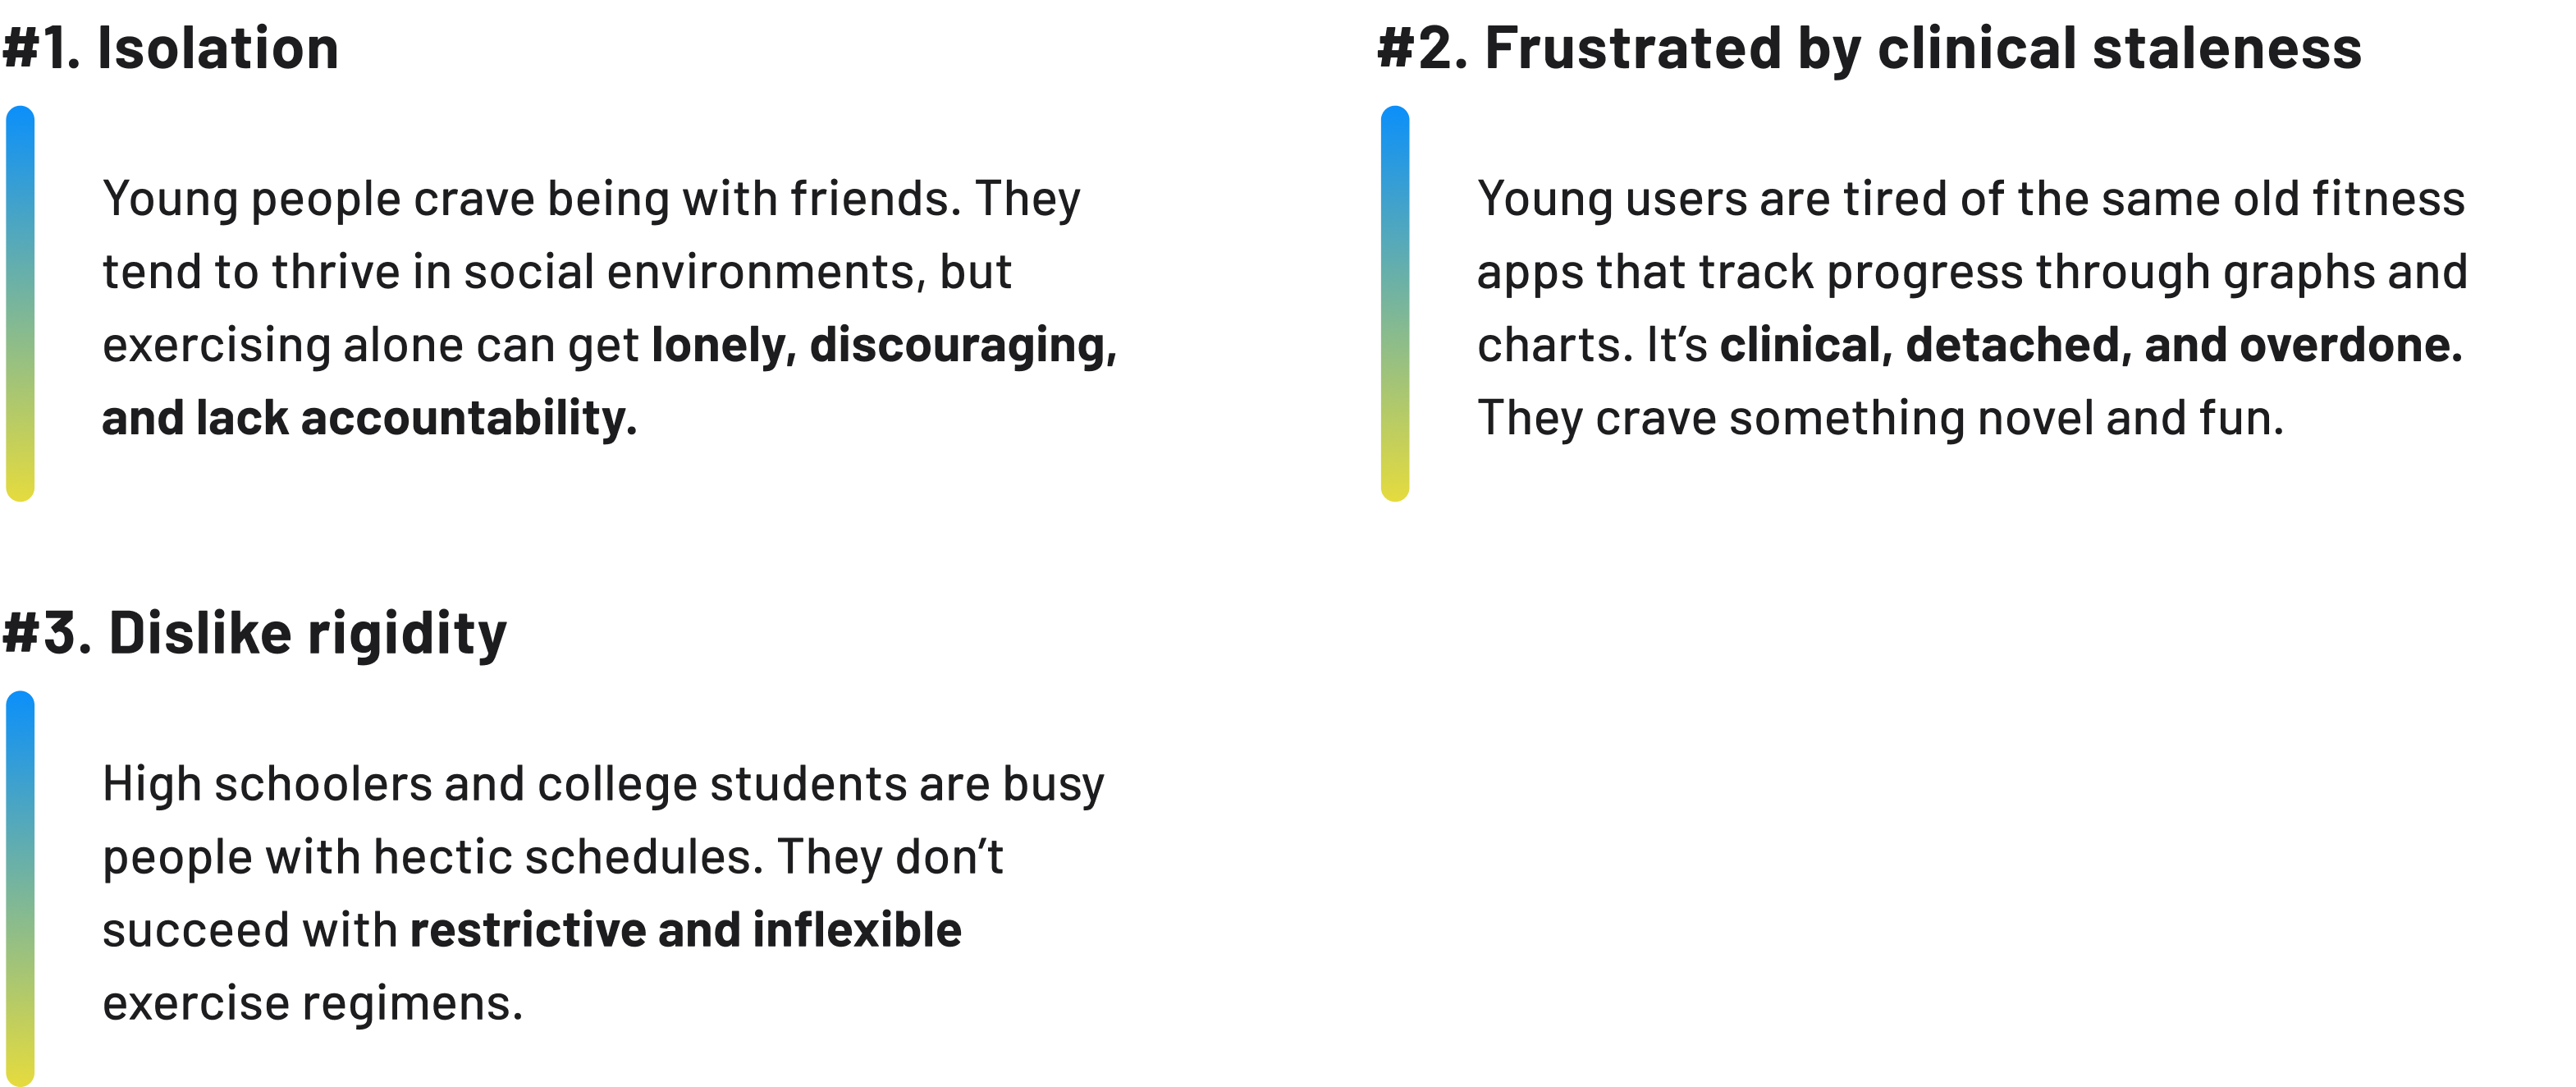 #1. Isolation
Young people crave being with friends. They
tend to thrive in social environments, but
exercising alone can get lonely, discouraging,
and lack accountability.
#2. Frustrated by clinical staleness
Young users are tired of the same old fitness
apps that track progress through graphs and
charts. It’s clinical, detached, and overdone.
They crave something novel and fun.
#3. Dislike rigidity
High schoolers and college students are busy
people with hectic schedules. They don’t
succeed with restrictive and inflexible
exercise regimens.